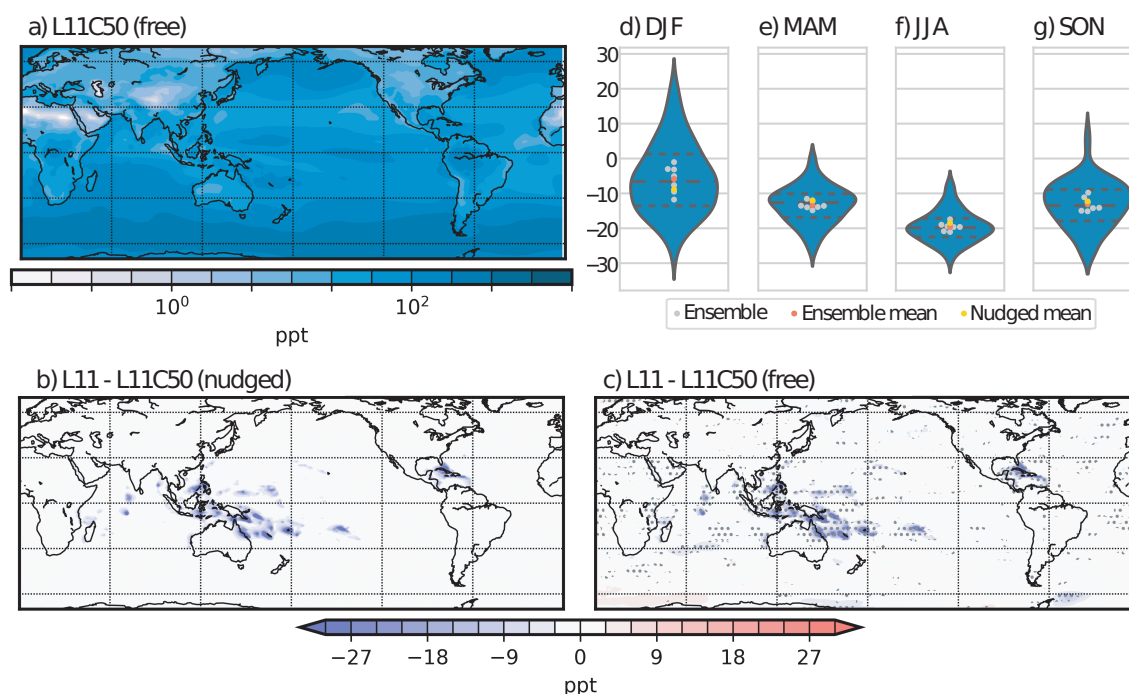 a) L11C50 (free)
10⁰ 10²
ppt
d) DJF e) MAM f) JJA g) SON
30
20
10
0
−10
−20
−30
Ensemble Ensemble mean Nudged mean
b) L11 - L11C50 (nudged) c) L11 - L11C50 (free)
−27 −18 −9 0 9 18 27
ppt